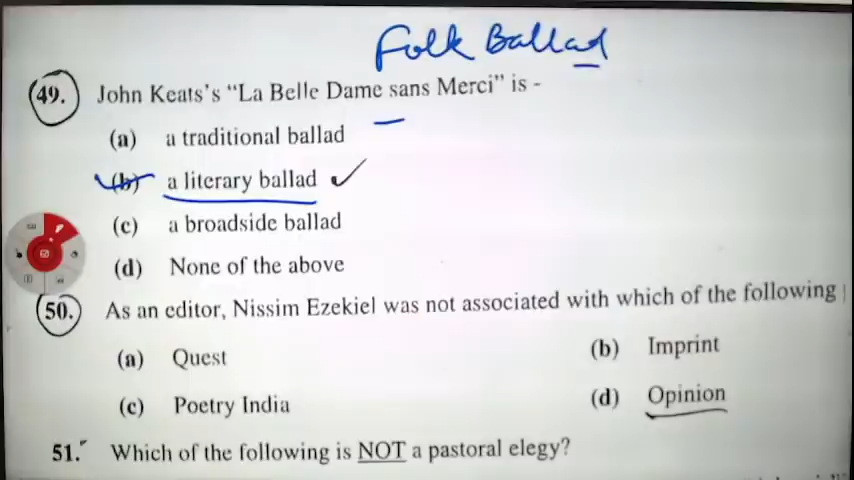 Folk Ballad
49. John Keats's "La Belle Dame sans Merci" is -
(a) a traditional ballad
(b) a literary ballad
(c) a broadside ballad
(d) None of the above
50. As an editor, Nissim Ezekiel was not associated with which of the following
(a) Quest (b) Imprint
(c) Poetry India (d) Opinion
51. Which of the following is NOT a pastoral elegy?